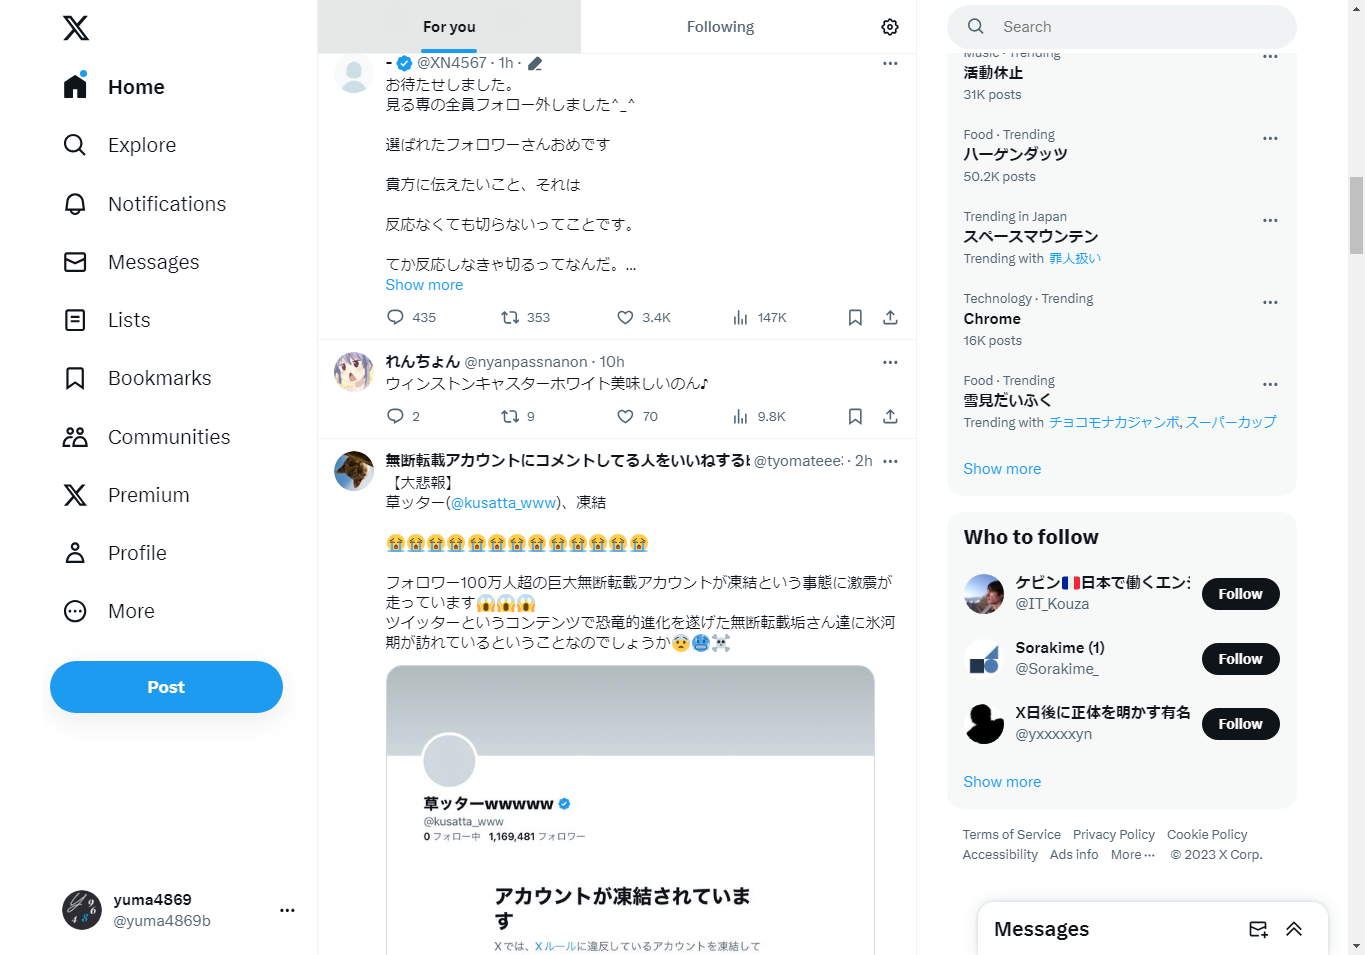 Home
Explore
Notifications
Messages
Lists
Bookmarks
Communities
Premium
Profile
More
Post
yuma4869
@yuma4869b
For you
Following
- @XN4567 · 1h ·
お待たせしました。
見る専の全員フォロー外しました^_^
選ばれたフォロワーさんおめです
貴方に伝えたいこと、それは
反応なくても切らないってことです。
てか反応しなきゃ切るってなんだ。...
Show more
435 353 3.4K 147K
れんちょん @nyanpassnanon · 10h
ウィンストンキャスターホワイト美味しいのん♪
2 9 70 9.8K
無断転載アカウントにコメントしてる人をいいねする @tyomateee · 2h
【大悲報】
草ッター(@kusatta_www)、凍結
😭😭😭😭😭😭😭😭😭😭😭😭😭
フォロワー100万人超の巨大無断転載アカウントが凍結という事態に激震が
走っています😱😱😱
ツイッターというコンテンツで恐竜的進化を遂げた無断転載垢さん達に氷河
期が訪れているということなのでしょうか😨🥶☠️
草ッターwwwww
@kusatta_www
0 フォロー中 1,169,481 フォロワー
アカウントが凍結されていま
す
Xでは、Xルールに違反しているアカウントを凍結して
Search
Music · Trending
活動休止
31K posts
Food · Trending
ハーゲンダッツ
50.2K posts
Trending in Japan
スペースマウンテン
Trending with 罪人扱い
Technology · Trending
Chrome
16K posts
Food · Trending
雪見だいふく
Trending with チョコモナカジャンボ, スーパーカップ
Show more
Who to follow
ケビン🇫🇷日本で働くエンジ
@IT_Kouza
Follow
Sorakime (1)
@Sorakime_
Follow
X日後に正体を明かす有名
@yxxxxxyn
Follow
Show more
Terms of Service Privacy Policy Cookie Policy
Accessibility Ads info More ··· © 2023 X Corp.
Messages